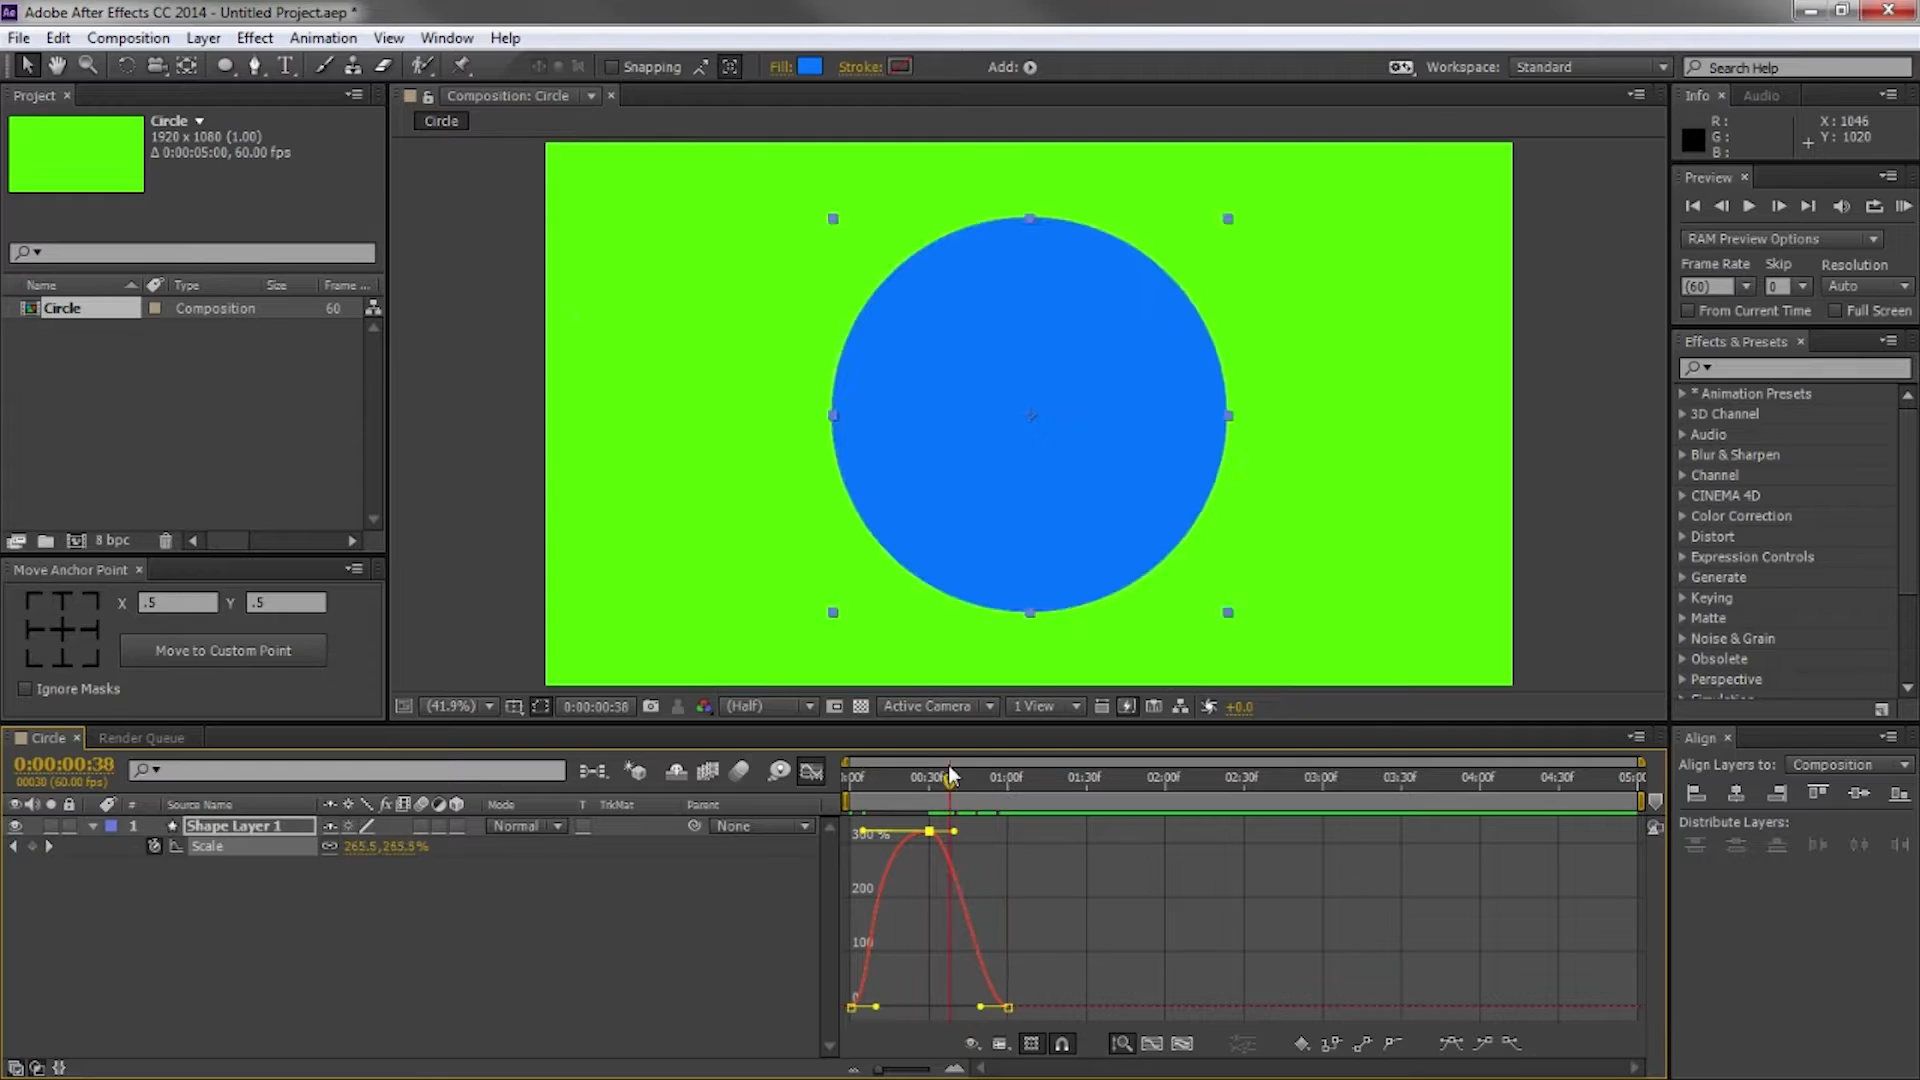 Adobe After Effects CC 2014 - Untitled Project.aep *
File Edit Composition Layer Effect Animation View Window Help
Snapping Fill: Stroke: Add: Workspace: Standard Search Help
Project × Composition: Circle × Info × Audio
Circle
1920 x 1080 (1.00)
Δ 0:00:05:00, 60.00 fps
Circle
R :
G :
B :
X : 1046
Y : 1020
Preview ×
RAM Preview Options
Frame Rate Skip Resolution
(60) 0 Auto
From Current Time Full Screen
Name Type Size Frame ...
Circle Composition 60
Effects & Presets ×
* Animation Presets
3D Channel
Audio
Blur & Sharpen
Channel
CINEMA 4D
Color Correction
Distort
Expression Controls
Generate
Keying
Matte
Noise & Grain
Obsolete
Perspective
8 bpc
Move Anchor Point ×
X .5 Y .5
Move to Custom Point
Ignore Masks
(41.9%) 0:00:00:38 (Half) Active Camera 1 View +0.0
Circle × Render Queue
0:00:00:38
00030 (60.00 fps)
# Source Name Mode T TrkMat Parent
1 Shape Layer 1 Normal None
Scale 265.5,265.5%
:00f 00:30f 01:00f 01:30f 02:00f 02:30f 03:00f 03:30f 04:00f 04:30f 05:00
300 %
200
100
0
Align ×
Align Layers to: Composition
Distribute Layers: